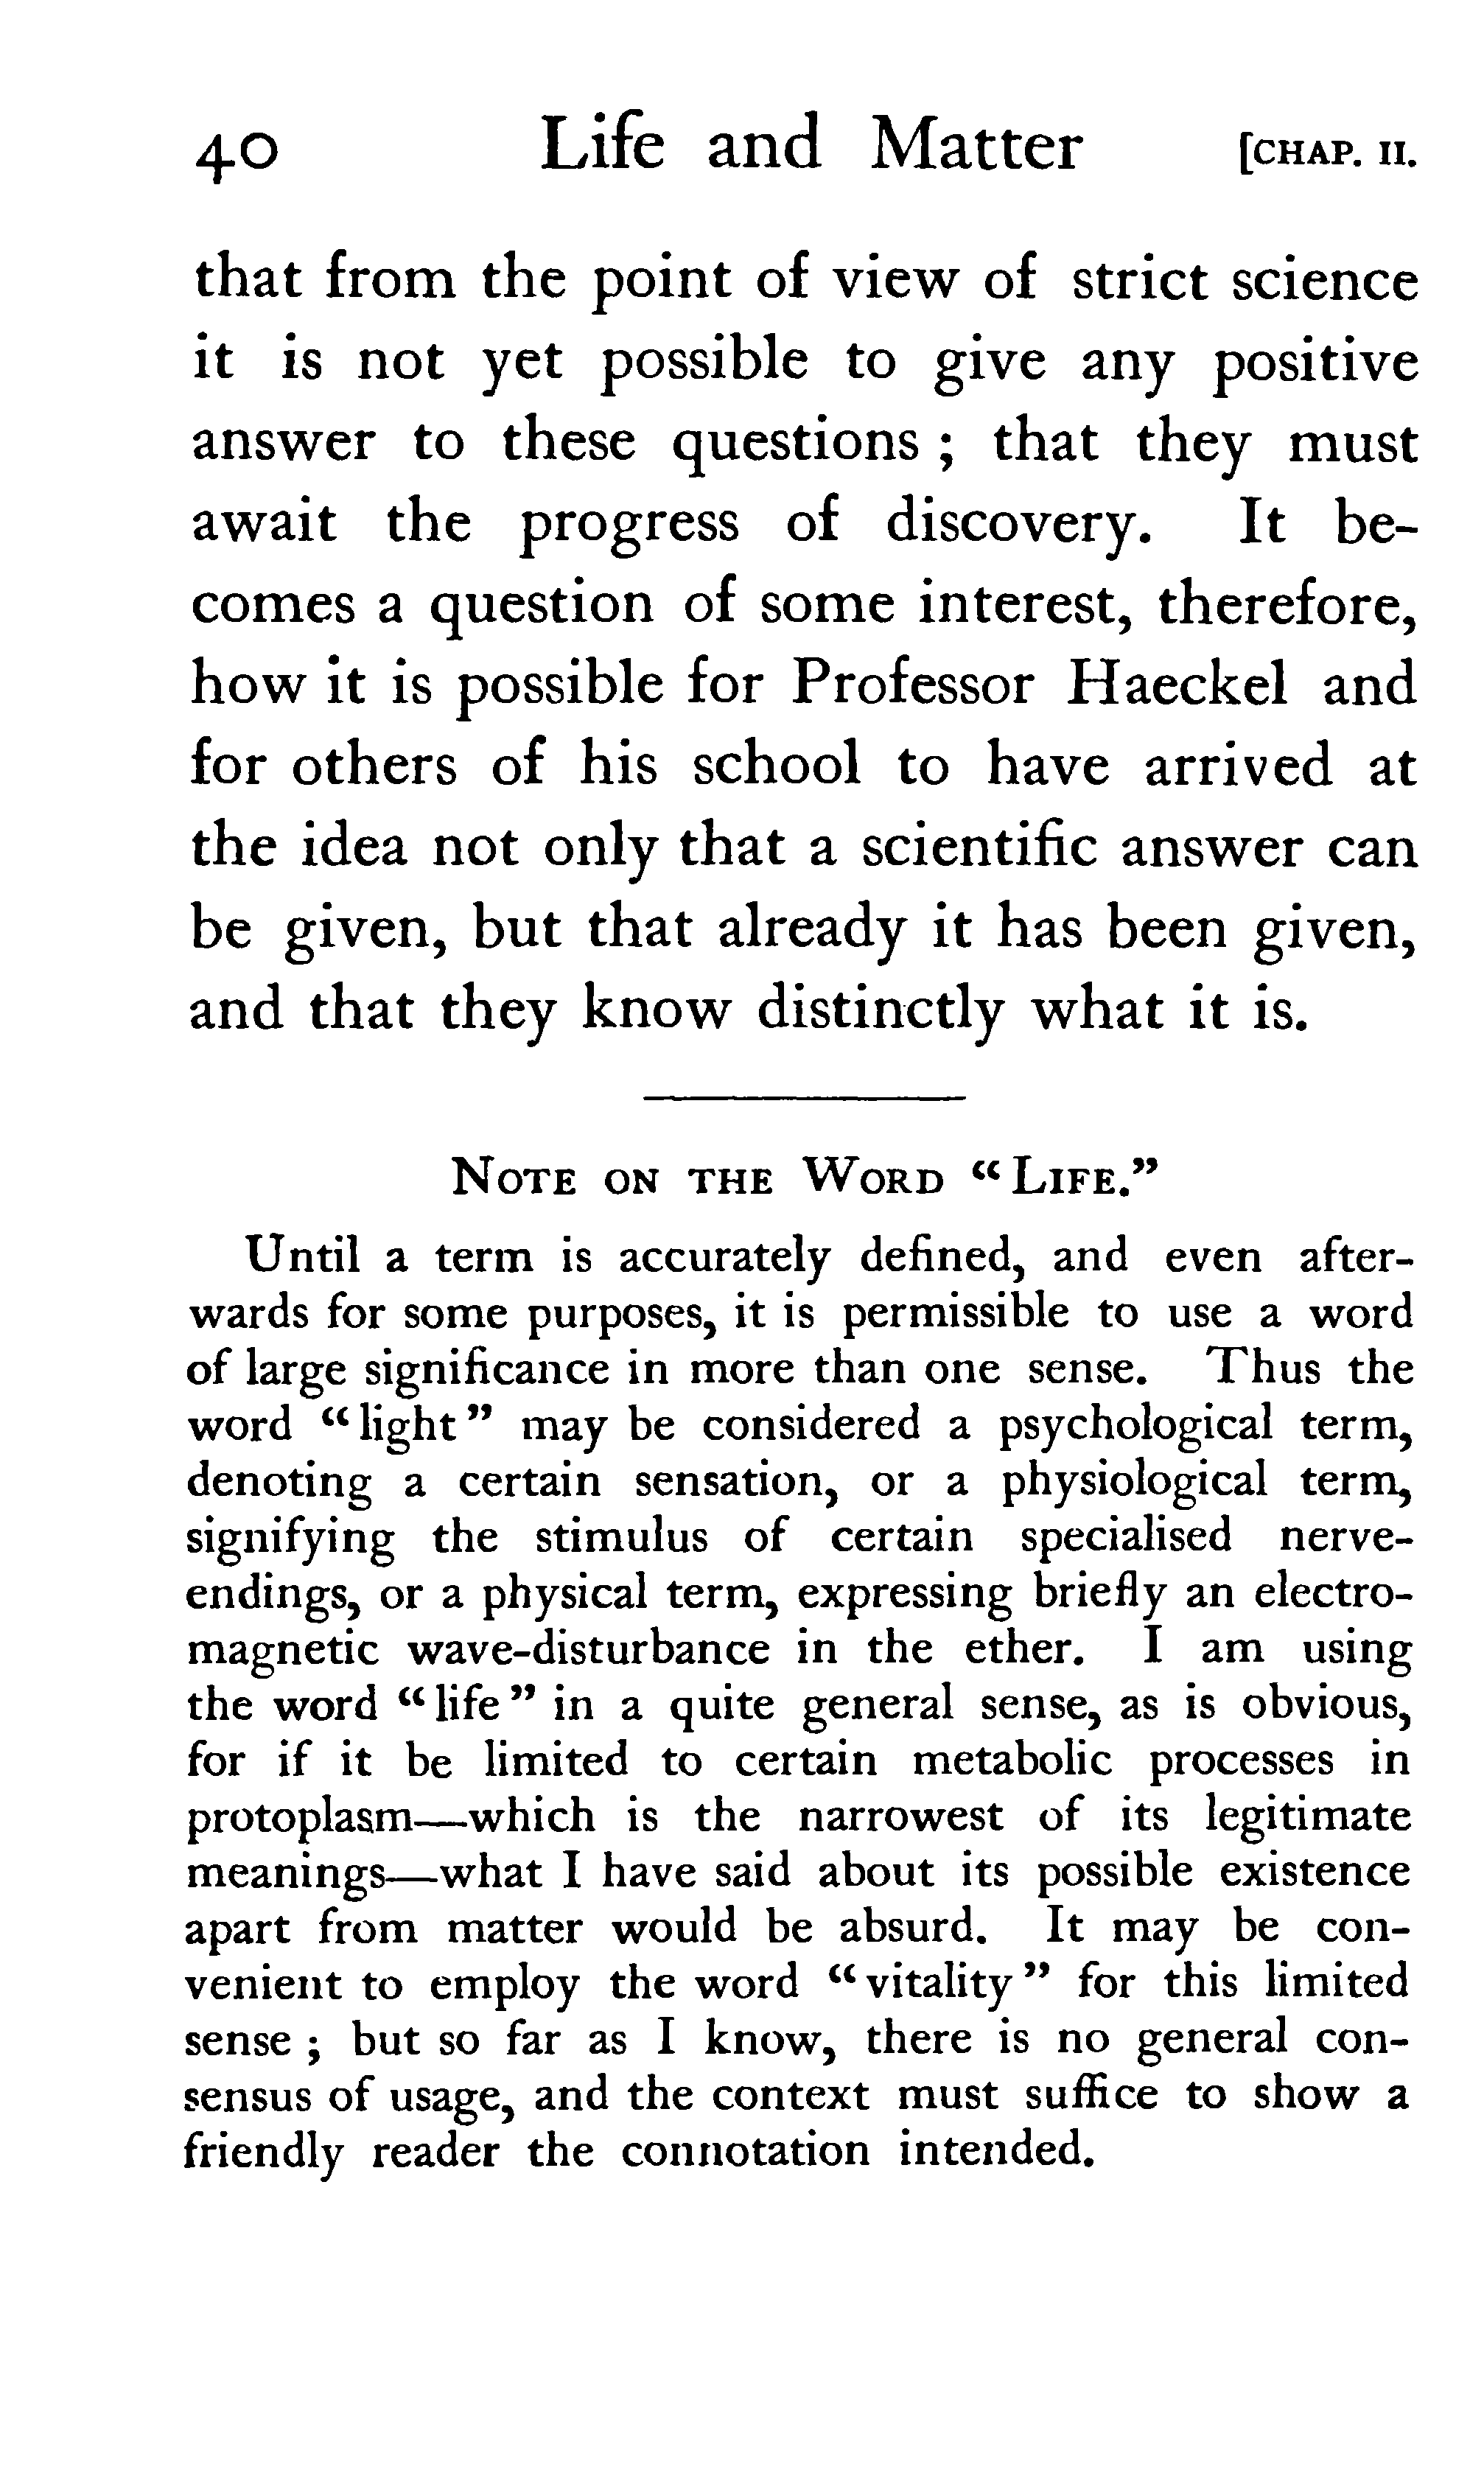 40 Life and Matter [CHAP. II.
that from the point of view of strict science
it is not yet possible to give any positive
answer to these questions ; that they must
await the progress of discovery. It be-
comes a question of some interest, therefore,
how it is possible for Professor Haeckel and
for others of his school to have arrived at
the idea not only that a scientific answer can
be given, but that already it has been given,
and that they know distinctly what it is.
NOTE ON THE WORD “LIFE.”
Until a term is accurately defined, and even after-
wards for some purposes, it is permissible to use a word
of large significance in more than one sense. Thus the
word “light” may be considered a psychological term,
denoting a certain sensation, or a physiological term,
signifying the stimulus of certain specialised nerve-
endings, or a physical term, expressing briefly an electro-
magnetic wave-disturbance in the ether. I am using
the word “life” in a quite general sense, as is obvious,
for if it be limited to certain metabolic processes in
protoplasm—which is the narrowest of its legitimate
meanings—what I have said about its possible existence
apart from matter would be absurd. It may be con-
venient to employ the word “vitality” for this limited
sense ; but so far as I know, there is no general con-
sensus of usage, and the context must suffice to show a
friendly reader the connotation intended.